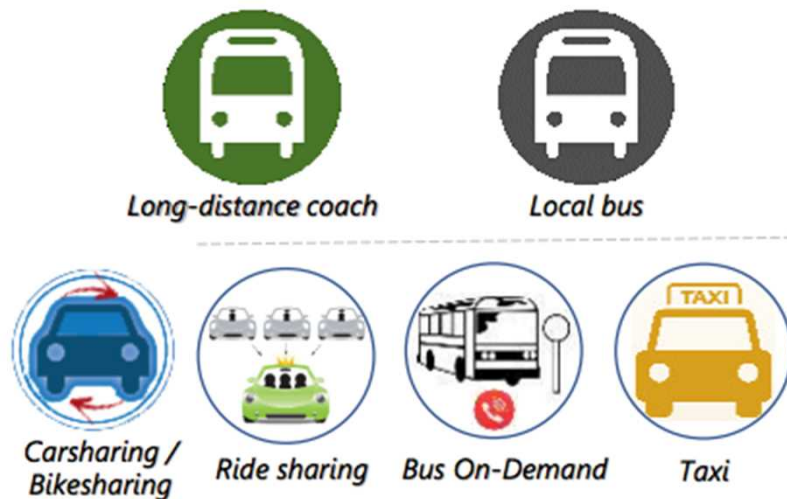 Long-distance coach
Local bus
TAXI
Carsharing /
Bikesharing
Ride sharing
Bus On-Demand
Taxi